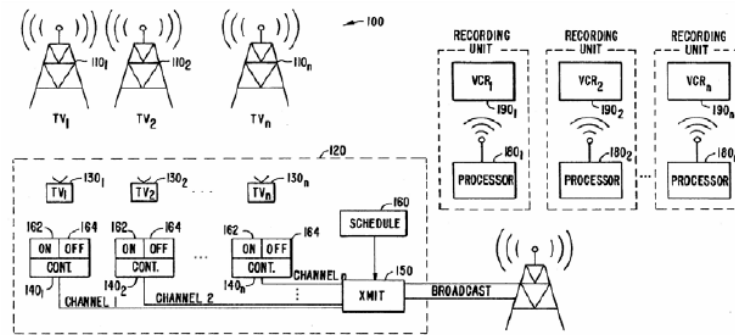 100
110₁
110₂
110ₙ
TV₁
TV₂
TVₙ
RECORDING UNIT
RECORDING UNIT
RECORDING UNIT
VCR₁
VCR₂
VCRₙ
190₁
190₂
190ₙ
180₁
180₂
180
PROCESSOR
PROCESSOR
PROCESSOR
120
TV₁
130₁
TV₂
130₂
TVₙ
130ₙ
162
164
162
164
162
164
160
SCHEDULE
ON OFF
ON OFF
ON OFF
CONT.
CONT.
CONT.
140₁
140₂
140ₙ
CHANNEL n
CHANNEL 1
CHANNEL 2
150
XMIT
BROADCAST